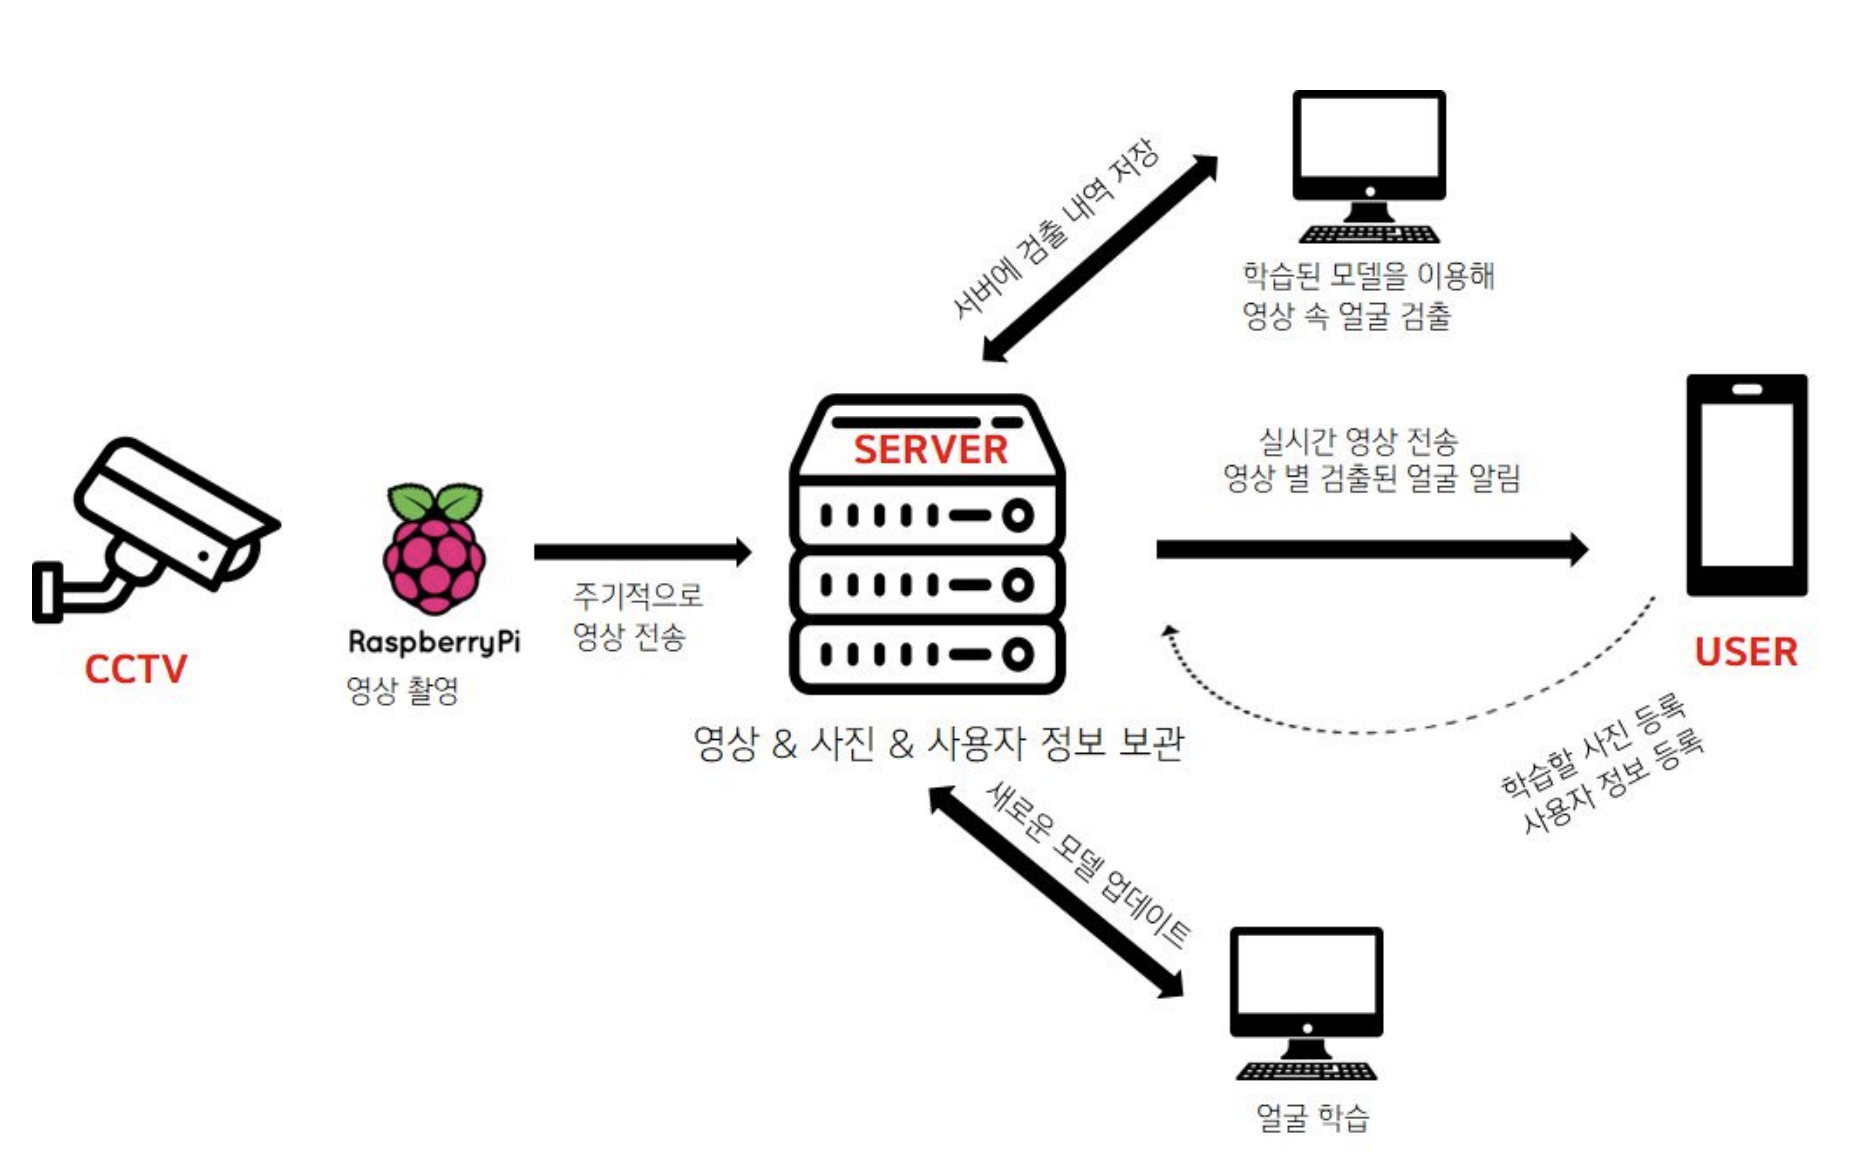 서버에 검출 내역 저장
학습된 모델을 이용해
영상 속 얼굴 검출
SERVER
실시간 영상 전송
영상 별 검출된 얼굴 알림
CCTV
RaspberryPi
영상 촬영
주기적으로
영상 전송
USER
영상 & 사진 & 사용자 정보 보관
학습할 사진 등록
사용자 정보 등록
새로운 모델 업데이트
얼굴 학습